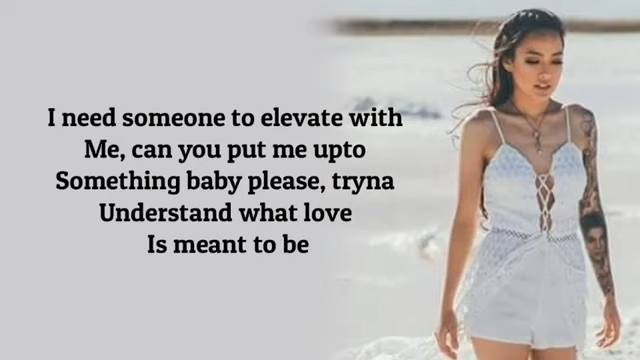 I need someone to elevate with
Me, can you put me upto
Something baby please, tryna
Understand what love
Is meant to be